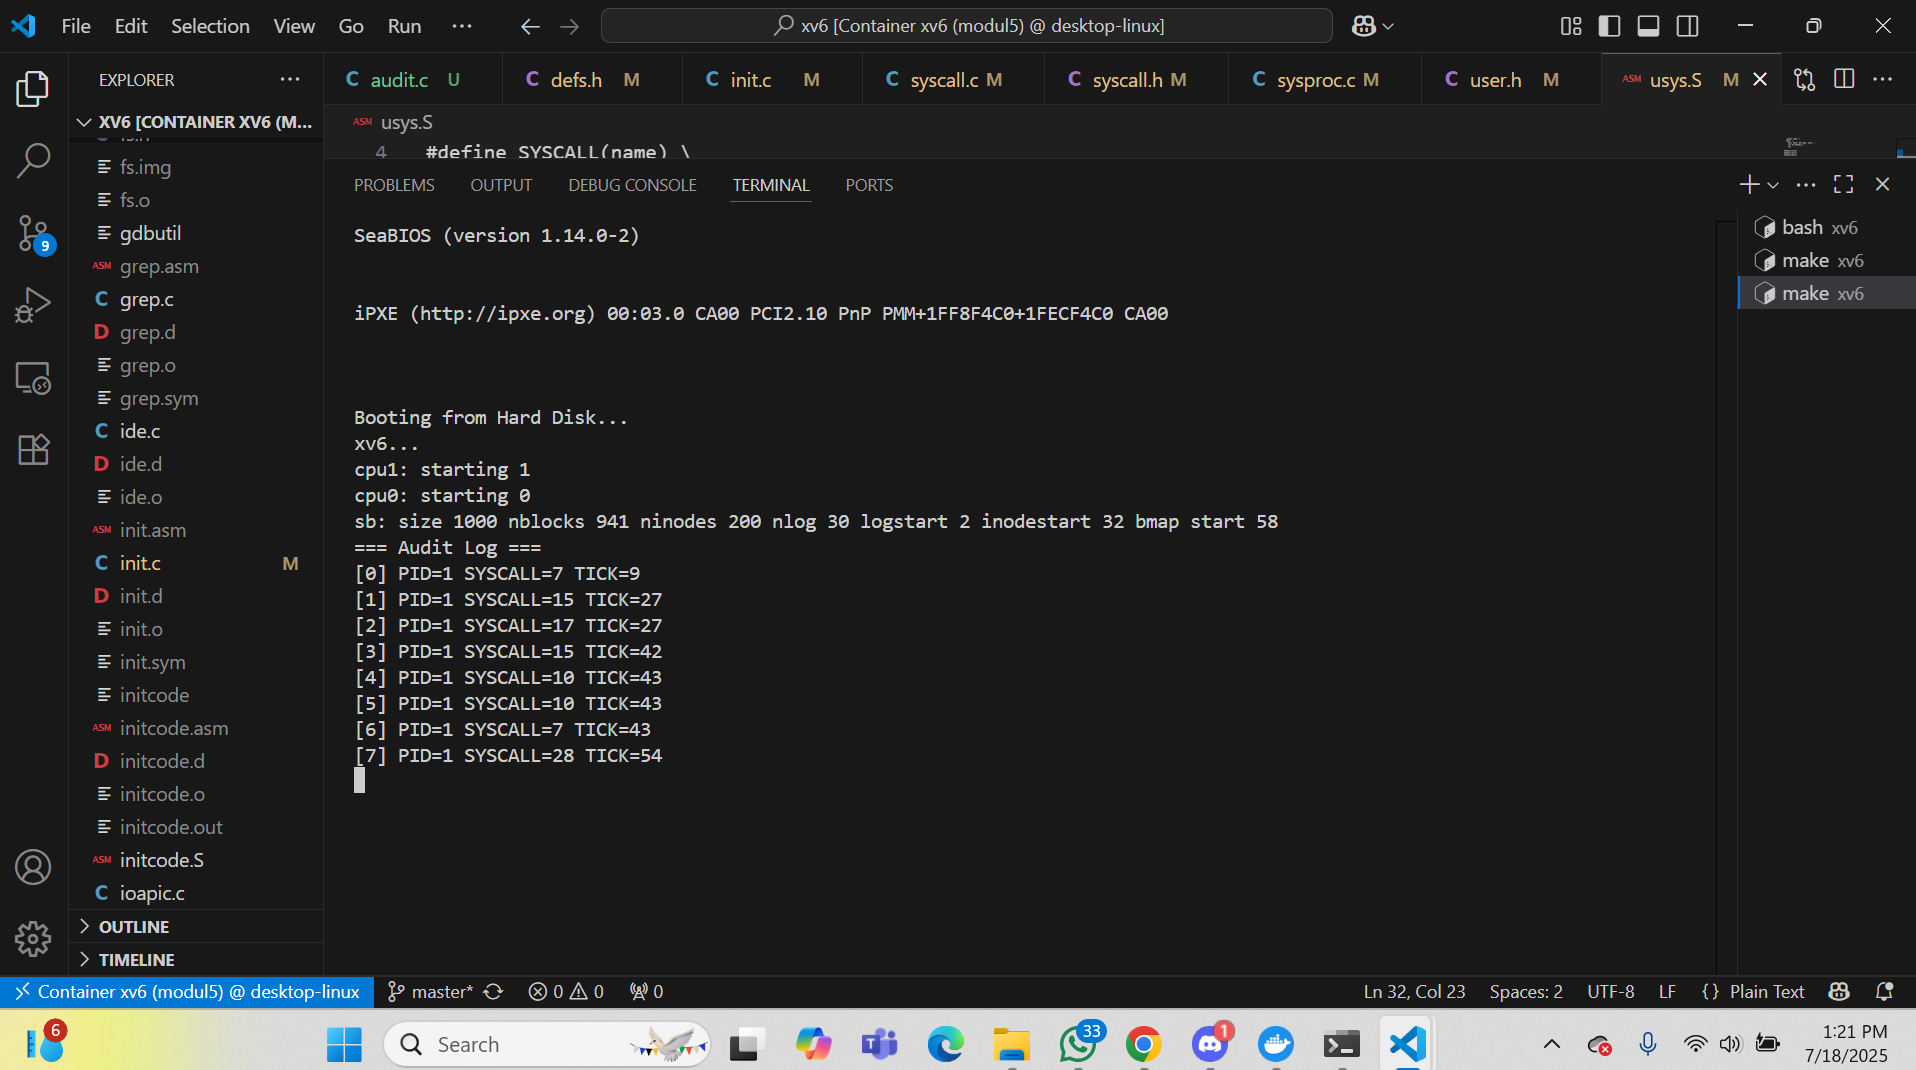 File Edit Selection View Go Run ··· xv6 [Container xv6 (modul5) @ desktop-linux]
EXPLORER
C audit.c U C defs.h M C init.c M C syscall.c M C syscall.h M C sysproc.c M C user.h M ASM usys.S M
XV6 [CONTAINER XV6 (M...
ASM usys.S
4 #define SYSCALL(name) \
fs.img
fs.o
gdbutil
ASM grep.asm
C grep.c
D grep.d
grep.o
grep.sym
C ide.c
D ide.d
ide.o
ASM init.asm
C init.c M
D init.d
init.o
init.sym
initcode
ASM initcode.asm
D initcode.d
initcode.o
initcode.out
ASM initcode.S
C ioapic.c
OUTLINE
TIMELINE
9
PROBLEMS OUTPUT DEBUG CONSOLE TERMINAL PORTS
SeaBIOS (version 1.14.0-2)
iPXE (http://ipxe.org) 00:03.0 CA00 PCI2.10 PnP PMM+1FF8F4C0+1FECF4C0 CA00
Booting from Hard Disk...
xv6...
cpu1: starting 1
cpu0: starting 0
sb: size 1000 nblocks 941 ninodes 200 nlog 30 logstart 2 inodestart 32 bmap start 58
=== Audit Log ===
[0] PID=1 SYSCALL=7 TICK=9
[1] PID=1 SYSCALL=15 TICK=27
[2] PID=1 SYSCALL=17 TICK=27
[3] PID=1 SYSCALL=15 TICK=42
[4] PID=1 SYSCALL=10 TICK=43
[5] PID=1 SYSCALL=10 TICK=43
[6] PID=1 SYSCALL=7 TICK=43
[7] PID=1 SYSCALL=28 TICK=54
bash xv6
make xv6
make xv6
Container xv6 (modul5) @ desktop-linux master* 0 0 0 Ln 32, Col 23 Spaces: 2 UTF-8 LF {} Plain Text
6 Search 33 1 1:21 PM
7/18/2025